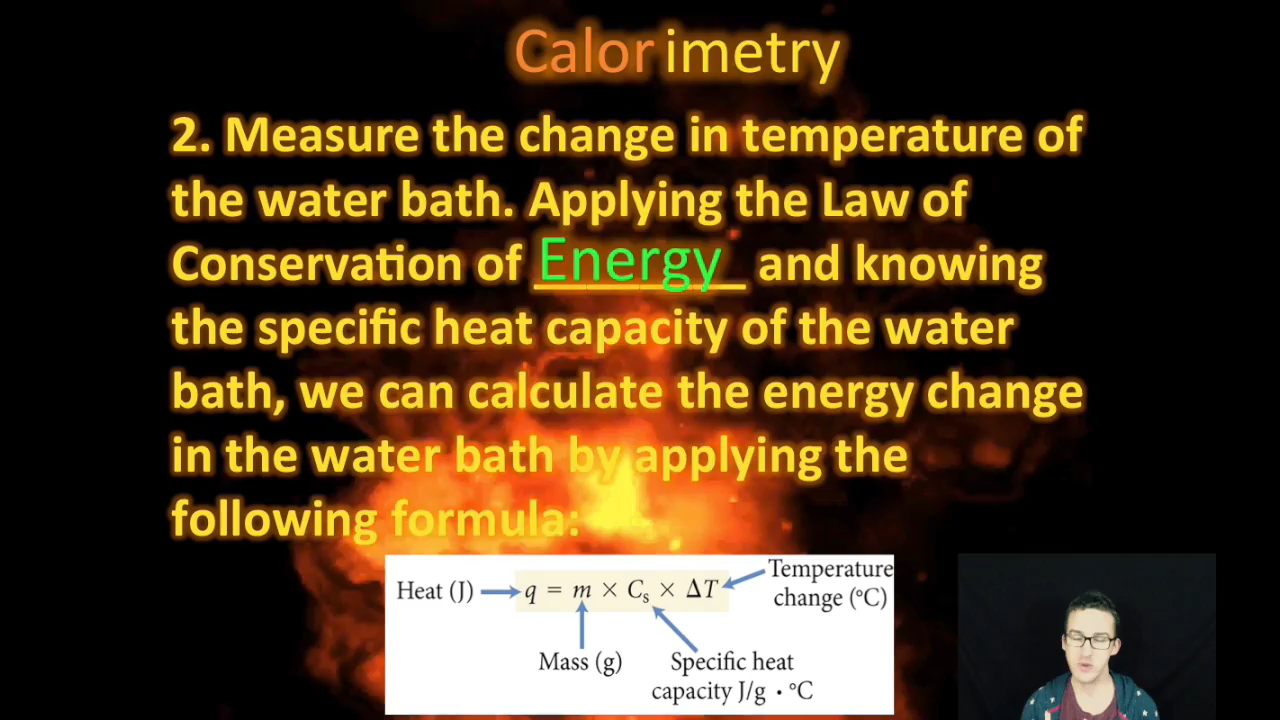 Calorimetry
2. Measure the change in temperature of
the water bath. Applying the Law of
Conservation of Energy and knowing
the specific heat capacity of the water
bath, we can calculate the energy change
in the water bath by applying the
following formula:
Temperature
change (°C)
Heat (J) q = m × Cs × ΔT
Mass (g)
Specific heat
capacity J/g • °C